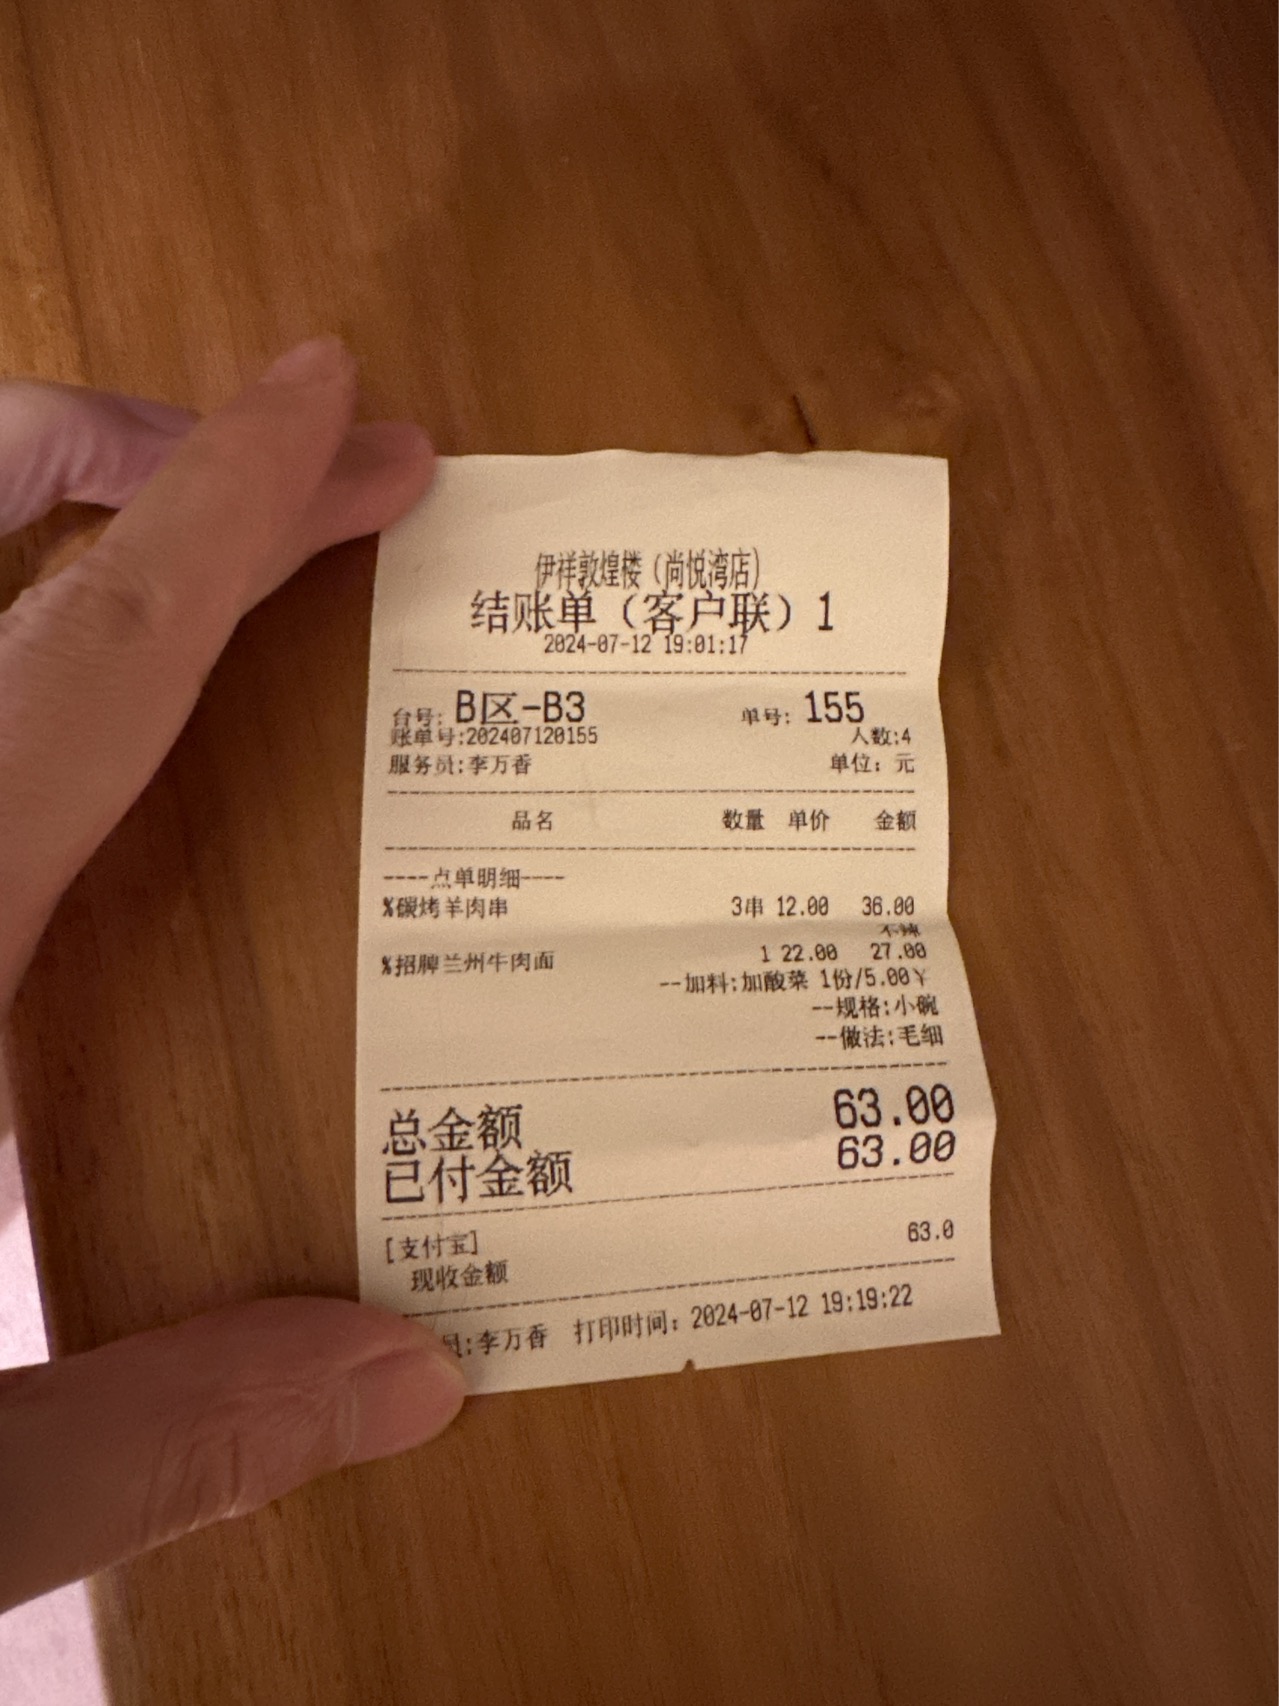 伊祥敦煌楼（尚悦湾店）
结账单（客户联）1
2024-07-12 19:01:17
台号: B区-B3 单号: 155
账单号:202407120155 人数:4
服务员:李万香 单位: 元
品名 数量 单价 金额
----点单明细----
%碳烤羊肉串 3串 12.00 36.00
不辣
%招牌兰州牛肉面 1 22.00 27.00
--加料:加酸菜 1份/5.00¥
--规格:小碗
--做法:毛细
总金额 63.00
已付金额 63.00
[支付宝] 63.0
现收金额
员:李万香 打印时间: 2024-07-12 19:19:22